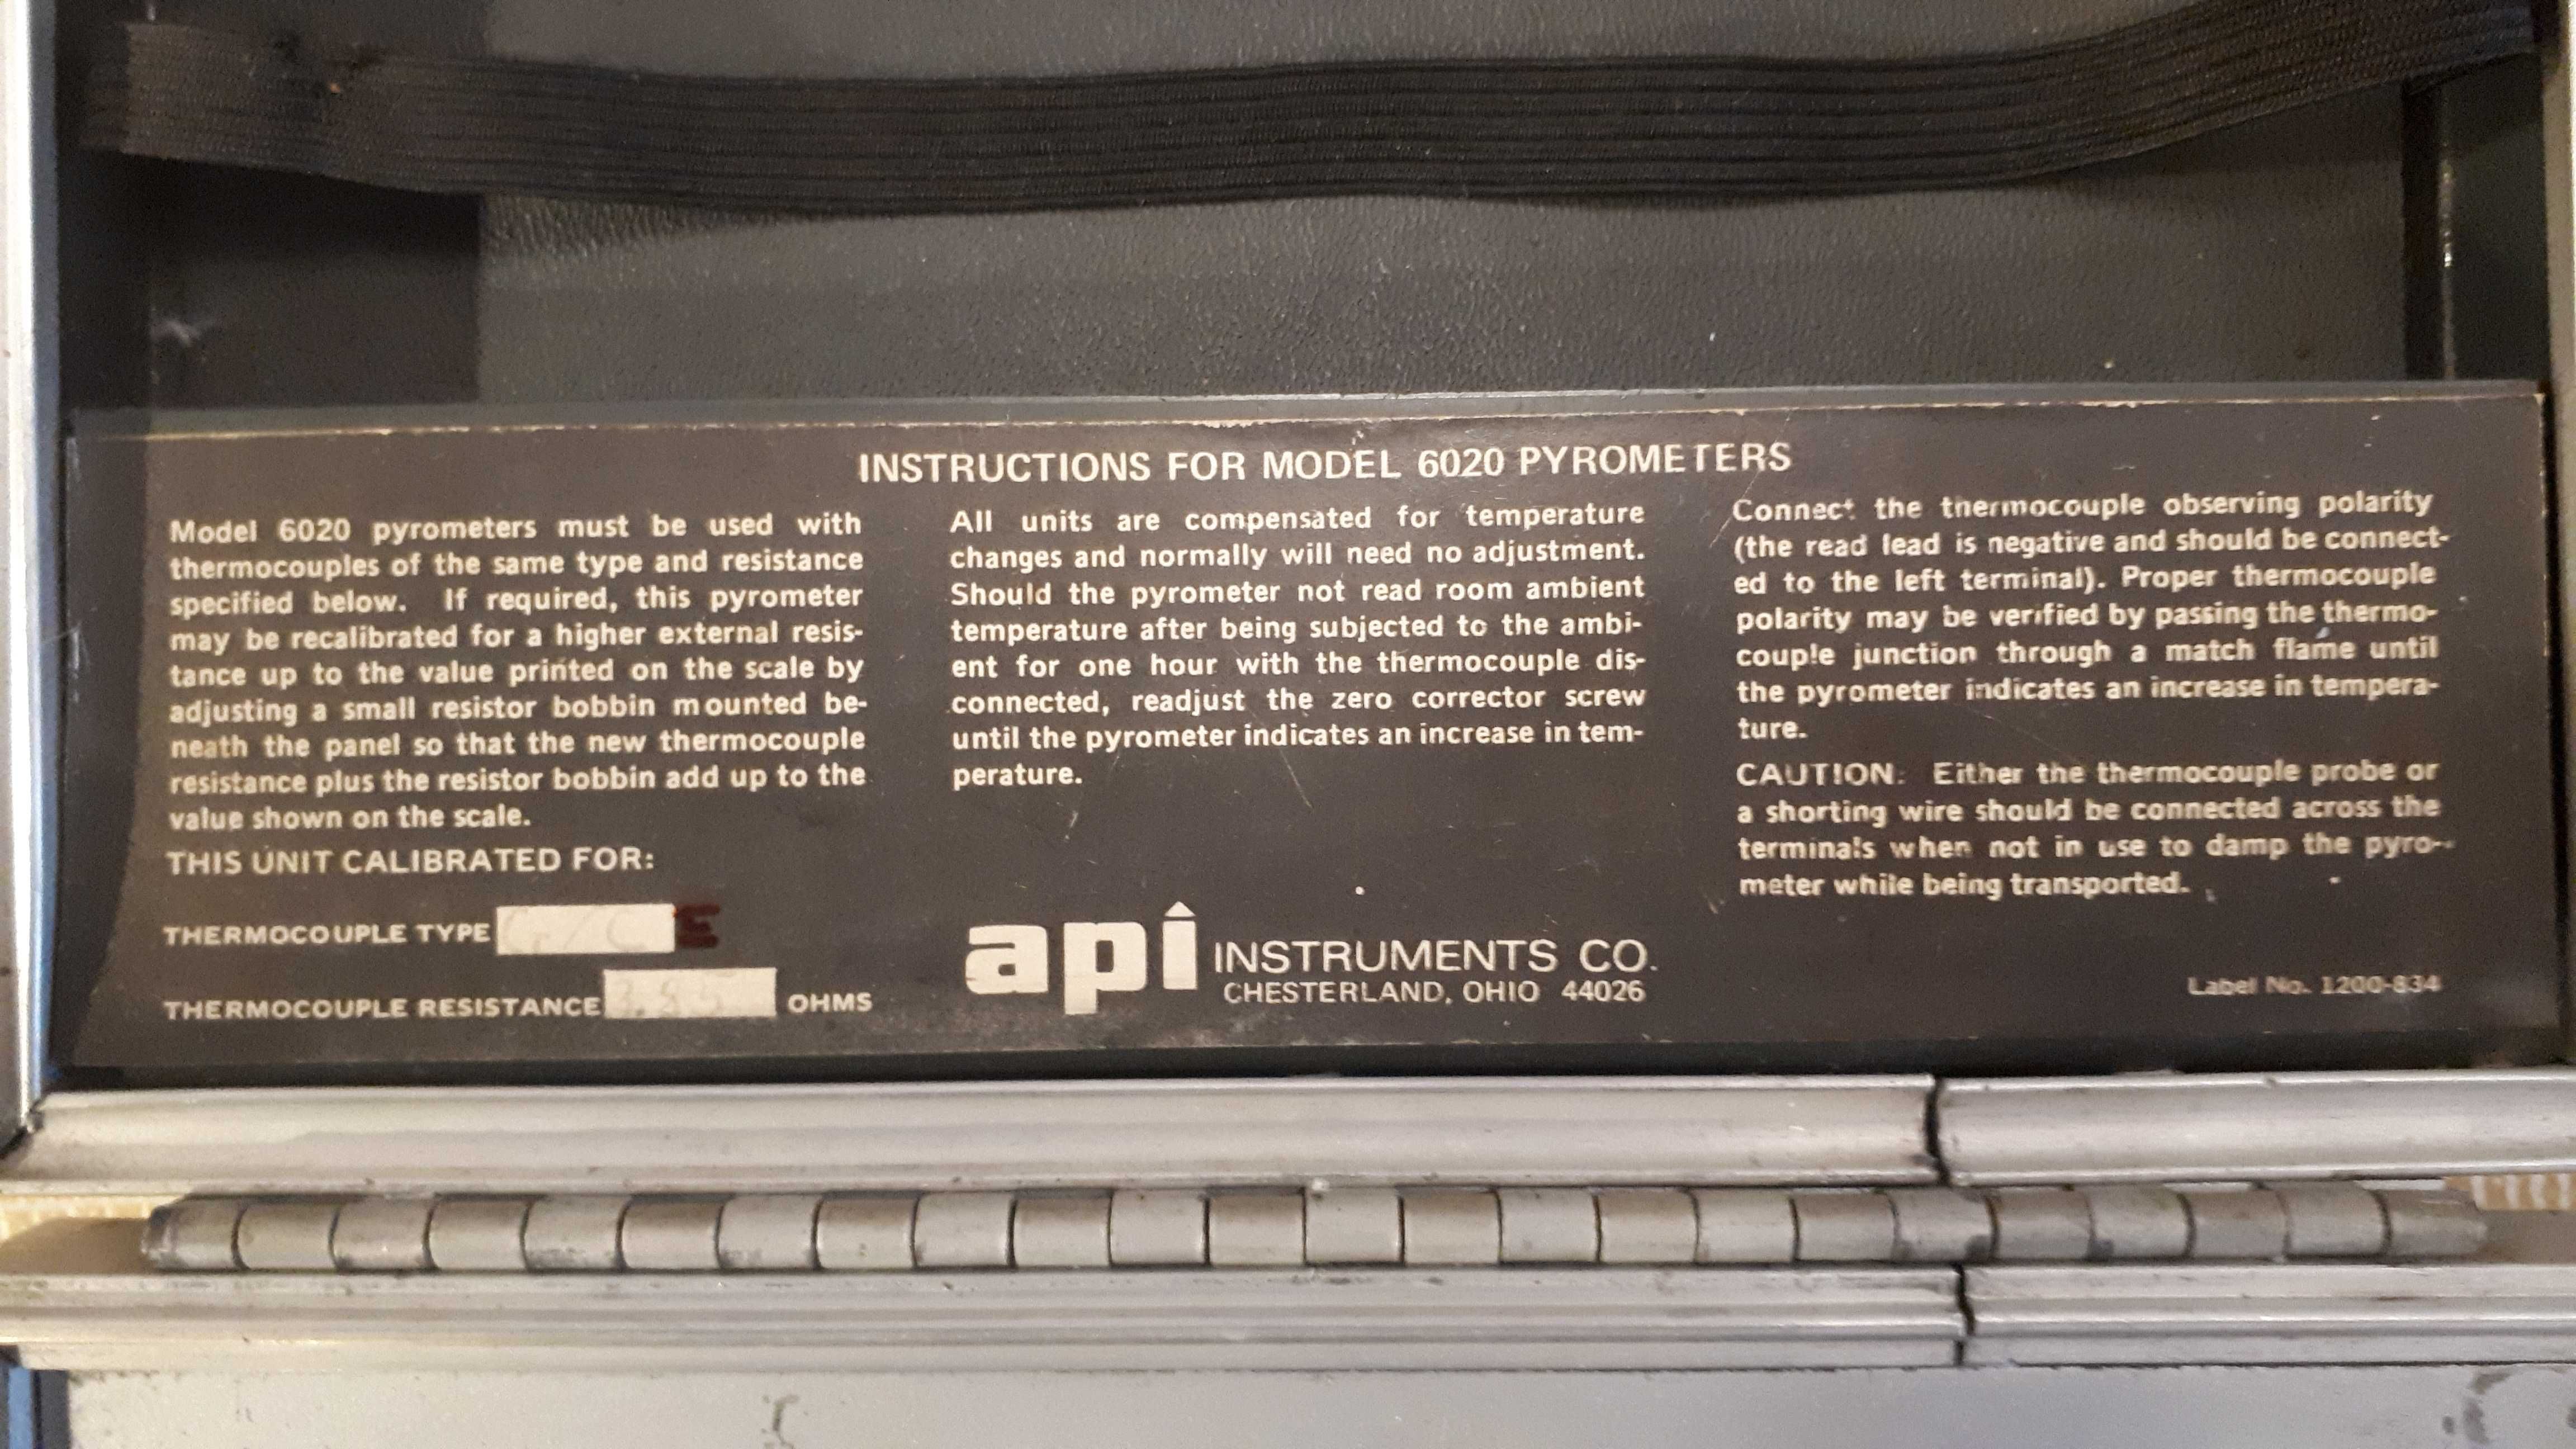 INSTRUCTIONS FOR MODEL 6020 PYROMETERS
Model 6020 pyrometers must be used with
thermocouples of the same type and resistance
specified below. If required, this pyrometer
may be recalibrated for a higher external resis-
tance up to the value printed on the scale by
adjusting a small resistor bobbin mounted be-
neath the panel so that the new thermocouple
resistance plus the resistor bobbin add up to the
value shown on the scale.
THIS UNIT CALIBRATED FOR:
THERMOCOUPLE TYPE E
THERMOCOUPLE RESISTANCE OHMS
All units are compensated for temperature
changes and normally will need no adjustment.
Should the pyrometer not read room ambient
temperature after being subjected to the ambi-
ent for one hour with the thermocouple dis-
connected, readjust the zero corrector screw
until the pyrometer indicates an increase in tem-
perature.
api INSTRUMENTS CO.
CHESTERLAND, OHIO 44026
Connect the thermocouple observing polarity
(the read lead is negative and should be connect-
ed to the left terminal). Proper thermocouple
polarity may be verified by passing the thermo-
couple junction through a match flame until
the pyrometer indicates an increase in tempera-
ture.
CAUTION: Either the thermocouple probe or
a shorting wire should be connected across the
terminals when not in use to damp the pyro-
meter while being transported.
Label No. 1200-834